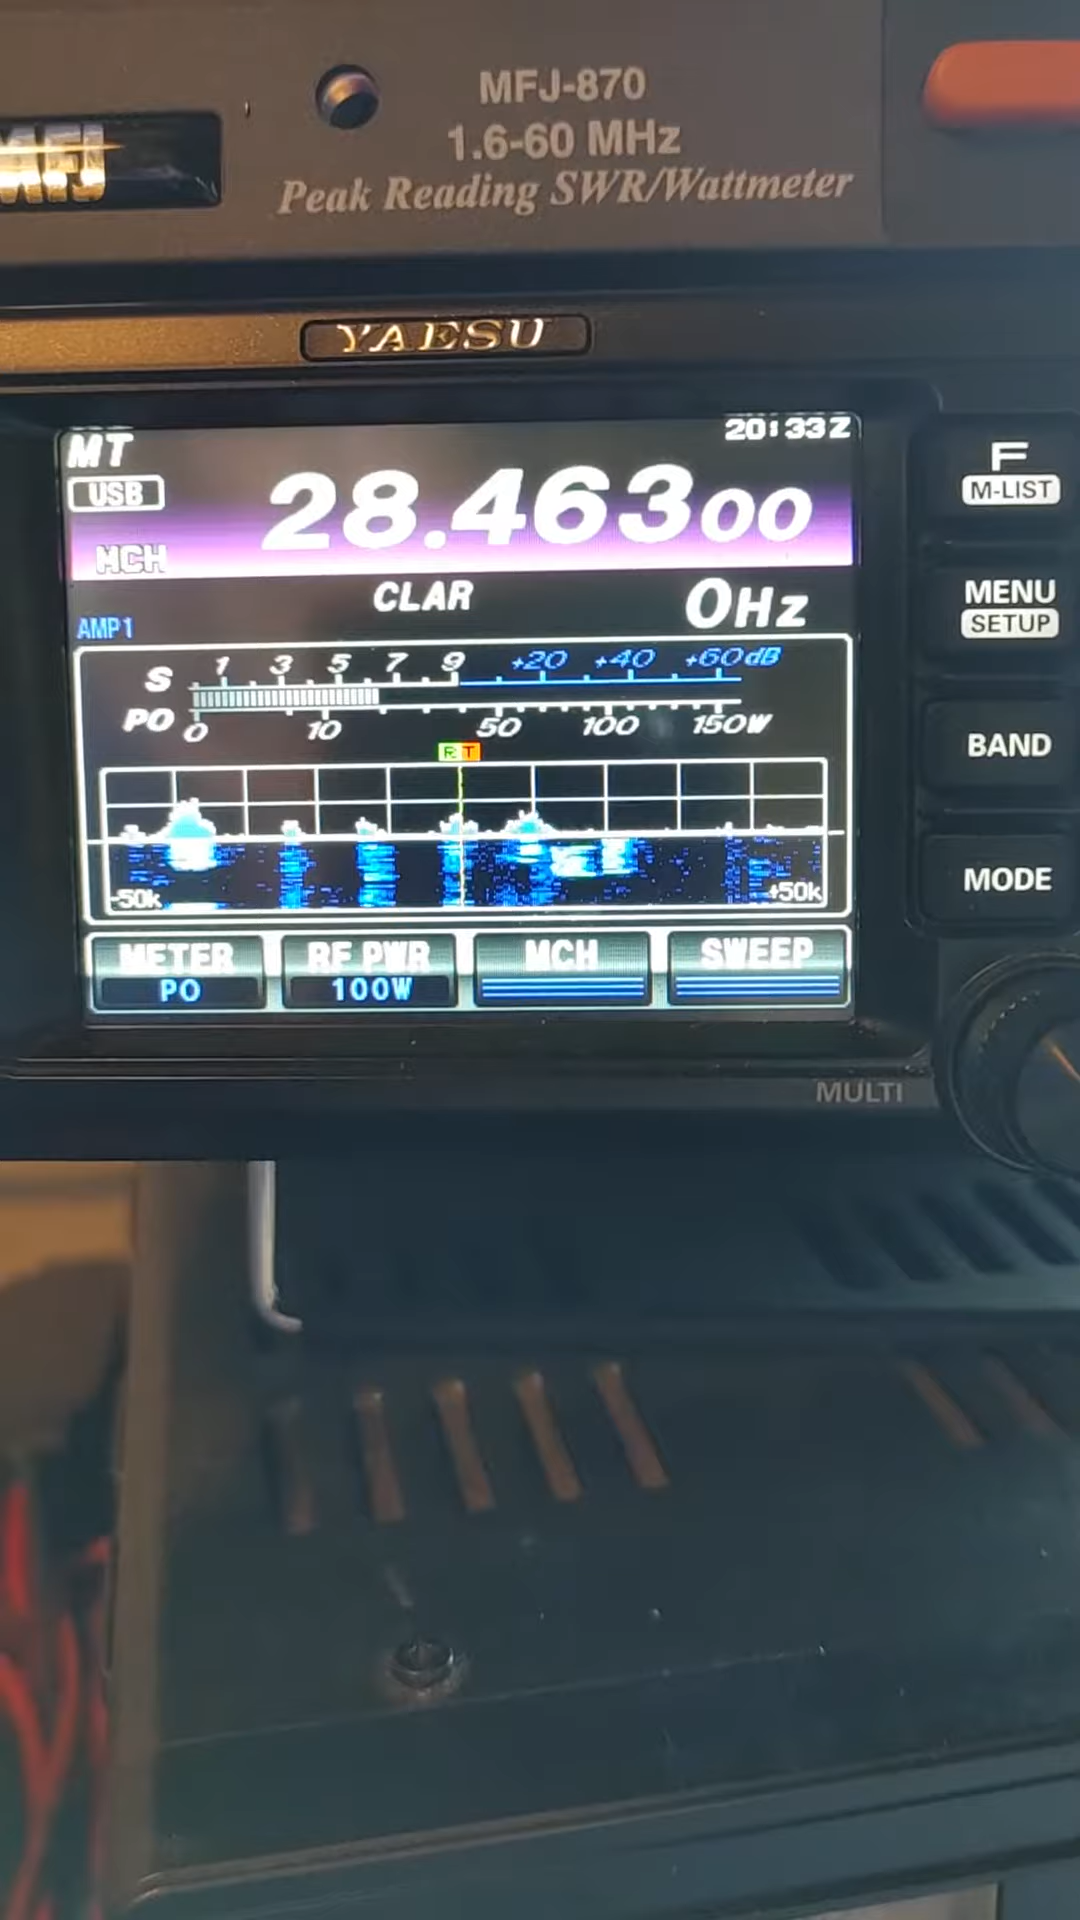 MFJ-870
1.6-60 MHz
MFJ
Peak Reading SWR/Wattmeter
YAESU
MT
20:33Z
USB
28.46300
MCH
CLAR
0Hz
AMP1
S 1 3 5 7 9 +20 +40 +60dB
PO 0 10 50 100 150W
R T
-50k
+50k
METER
PO
RF PWR
100W
MCH
SWEEP
F
M-LIST
MENU
SETUP
BAND
MODE
MULTI